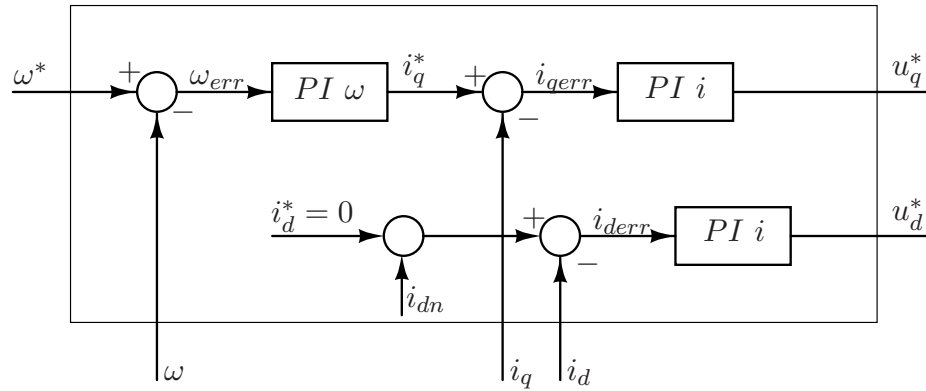 ω* + − ω_err PI ω i_q^* + − i_qerr PI i u_q^*
i_d^* = 0 + − i_derr PI i u_d^*
i_dn
ω i_q i_d